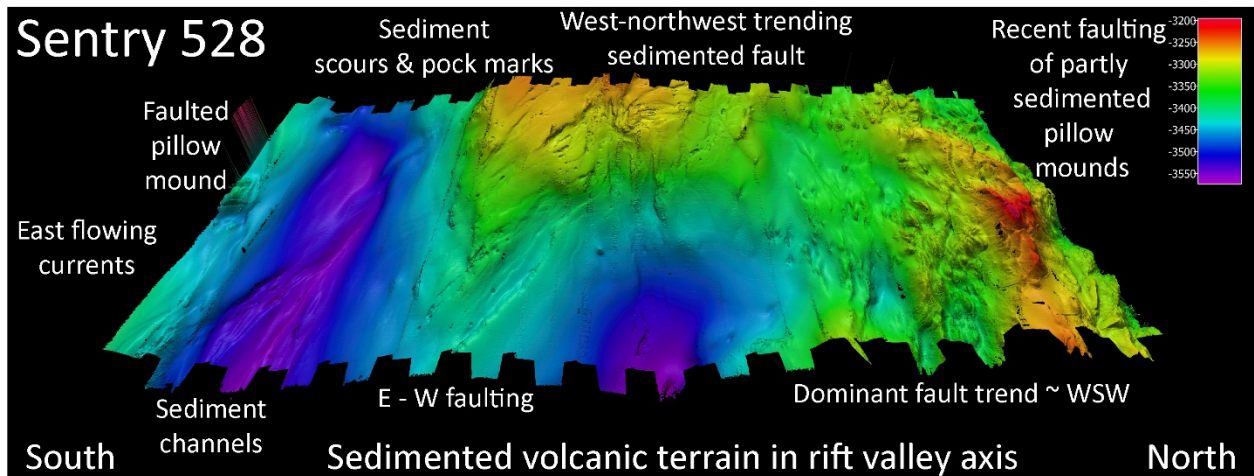 Sentry 528
Sediment
scours & pock marks
West-northwest trending
sedimented fault
Recent faulting
of partly
sedimented
pillow
mounds
-3200
-3250
-3300
-3350
-3400
-3450
-3500
-3550
Faulted
pillow
mound
East flowing
currents
Sediment
channels
E - W faulting
Dominant fault trend ~ WSW
South
Sedimented volcanic terrain in rift valley axis
North